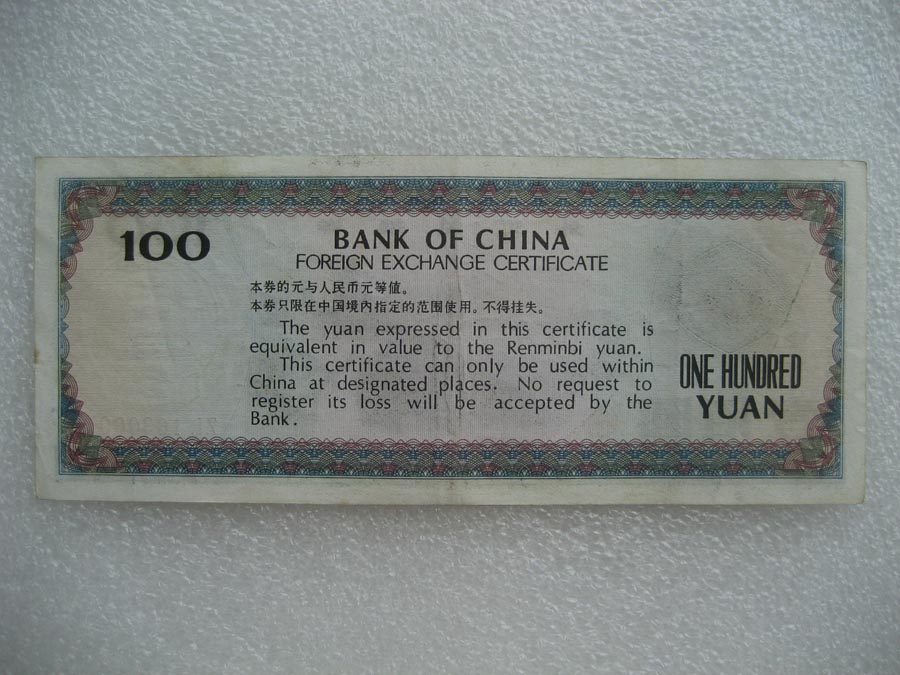 100
BANK OF CHINA
FOREIGN EXCHANGE CERTIFICATE
本券的元与人民币元等值。
本券只限在中国境内指定的范围使用。不得挂失。
The yuan expressed in this certificate is
equivalent in value to the Renminbi yuan.
This certificate can only be used within
China at designated places. No request to
register its loss will be accepted by the
Bank.
ONE HUNDRED
YUAN